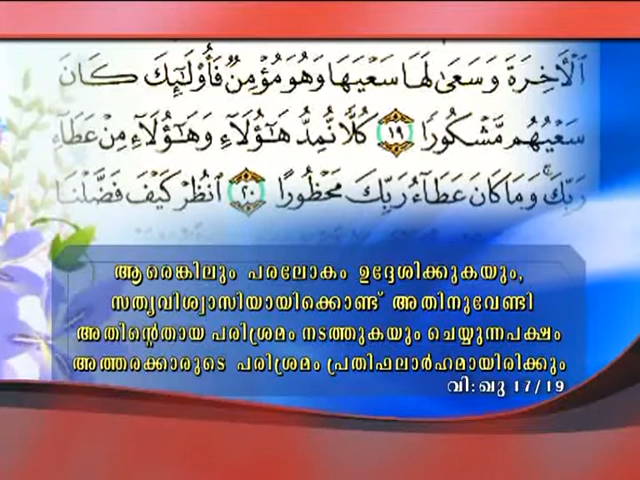 ٱلْأَخِرَةَ وَسَعَىٰ لَهَا سَعْيَهَا وَهُوَ مُؤْمِنٌ فَأُو۟لَٰٓئِكَ كَانَ
سَعْيُهُم مَّشْكُورًا ١٩ كُلًّا نُّمِدُّ هَٰٓؤُلَآءِ وَهَٰٓؤُلَآءِ مِنْ عَطَآءِ
رَبِّكَ ۚ وَمَا كَانَ عَطَآءُ رَبِّكَ مَحْظُورًا ٢٠ ٱنظُرْ كَيْفَ فَضَّلْنَا
ആരെങ്കിലും പരലോകം ഉദ്ദേശിക്കുകയും,
സത്യവിശ്വാസിയായിക്കൊണ്ട് അതിനുവേണ്ടി
അതിന്റെതായ പരിശ്രമം നടത്തുകയും ചെയ്യുന്നപക്ഷം
അത്തരക്കാരുടെ പരിശ്രമം പ്രതിഫലാർഹമായിരിക്കും
വി:ഖു 17/19